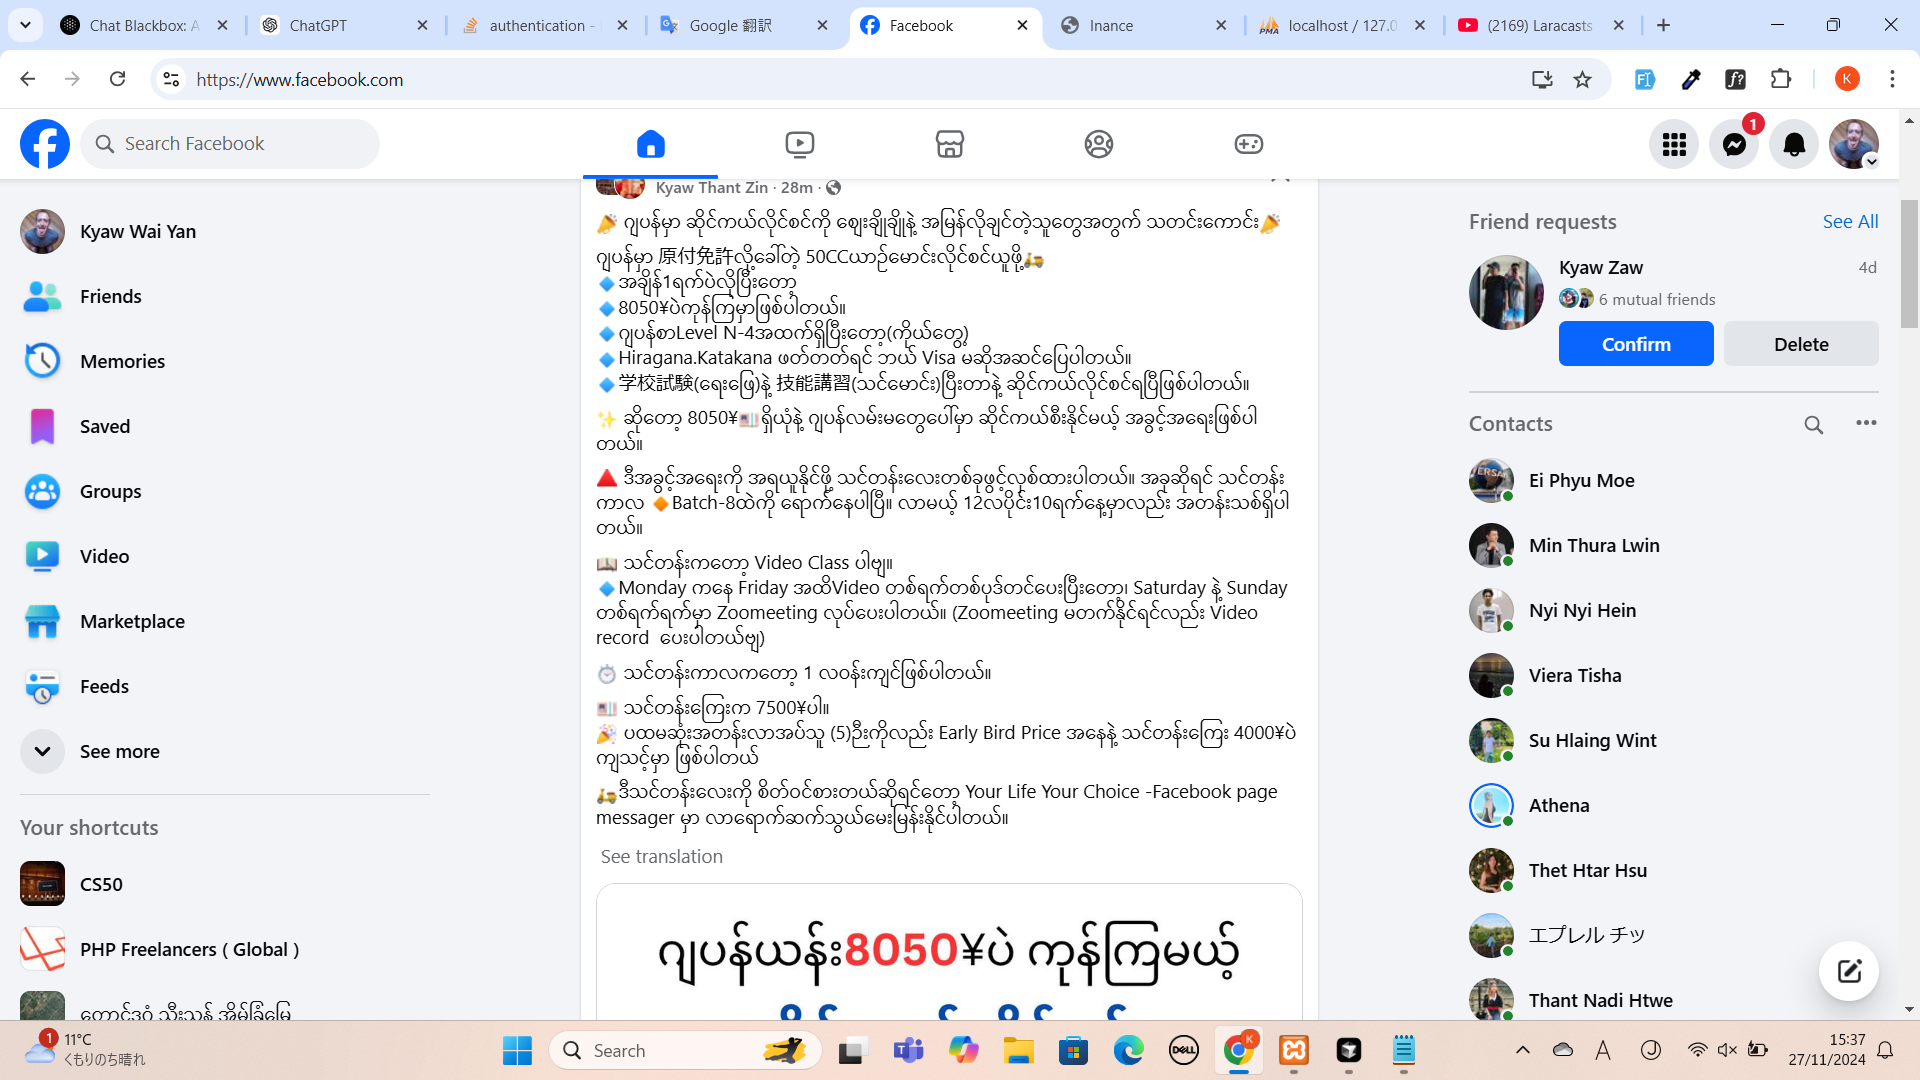 Chat Blackbox: A
ChatGPT
authentication -
Google 翻訳
Facebook
Inance
localhost / 127.0
(2169) Laracasts
https://www.facebook.com
K
Search Facebook
1
Kyaw Thant Zin · 28m ·
Kyaw Wai Yan
Friends
Memories
Saved
Groups
Video
Marketplace
Feeds
See more
Your shortcuts
CS50
PHP Freelancers ( Global )
ဂျပန်မှာ ဆိုင်ကယ်လိုင်စင်ကို ဈေးချိုချိုနဲ့ အမြန်လိုချင်တဲ့သူတွေအတွက် သတင်းကောင်း
ဂျပန်မှာ 原付免許လို့ခေါ်တဲ့ 50CCယာဉ်မောင်းလိုင်စင်ယူဖို့
အချိန်1ရက်ပဲလိုပြီးတော့
8050¥ပဲကုန်ကြမှာဖြစ်ပါတယ်။
ဂျပန်စာLevel N-4အထက်ရှိပြီးတော့(ကိုယ်တွေ့)
Hiragana.Katakana ဖတ်တတ်ရင် ဘယ် Visa မဆိုအဆင်ပြေပါတယ်။
学校試験(ရေးဖြေ)နဲ့ 技能講習(သင်မောင်း)ပြီးတာနဲ့ ဆိုင်ကယ်လိုင်စင်ရပြီဖြစ်ပါတယ်။
ဆိုတော့ 8050¥ရှိယုံနဲ့ ဂျပန်လမ်းမတွေပေါ်မှာ ဆိုင်ကယ်စီးနိုင်မယ့် အခွင့်အရေးဖြစ်ပါ
တယ်။
ဒီအခွင့်အရေးကို အရယူနိုင်ဖို့ သင်တန်းလေးတစ်ခုဖွင့်လှစ်ထားပါတယ်။ အခုဆိုရင် သင်တန်း
ကာလ Batch-8ထဲကို ရောက်နေပါပြီ။ လာမယ့် 12လပိုင်း10ရက်နေ့မှာလည်း အတန်းသစ်ရှိပါ
တယ်။
သင်တန်းကတော့ Video Class ပါဗျ။
Monday ကနေ Friday အထိVideo တစ်ရက်တစ်ပုဒ်တင်ပေးပြီးတော့၊ Saturday နဲ့ Sunday
တစ်ရက်ရက်မှာ Zoomeeting လုပ်ပေးပါတယ်။ (Zoomeeting မတက်နိုင်ရင်လည်း Video
record ပေးပါတယ်ဗျ)
သင်တန်းကာလကတော့ 1 လဝန်းကျင်ဖြစ်ပါတယ်။
သင်တန်းကြေးက 7500¥ပါ။
ပထမဆုံးအတန်းလာအပ်သူ (5)ဦးကိုလည်း Early Bird Price အနေနဲ့ သင်တန်းကြေး 4000¥ပဲ
ကျသင့်မှာ ဖြစ်ပါတယ်
ဒီသင်တန်းလေးကို စိတ်ဝင်စားတယ်ဆိုရင်တော့ Your Life Your Choice -Facebook page
messager မှာ လာရောက်ဆက်သွယ်မေးမြန်းနိုင်ပါတယ်။
See translation
ဂျပန်ယန်း8050¥ပဲ ကုန်ကြမယ့်
Friend requests
See All
Kyaw Zaw
4d
6 mutual friends
Confirm
Delete
Contacts
Ei Phyu Moe
Min Thura Lwin
Nyi Nyi Hein
Viera Tisha
Su Hlaing Wint
Athena
Thet Htar Hsu
エプレル チッ
Thant Nadi Htwe
1
11°C
くもりのち晴れ
Search
DELL
K
A
15:37
27/11/2024